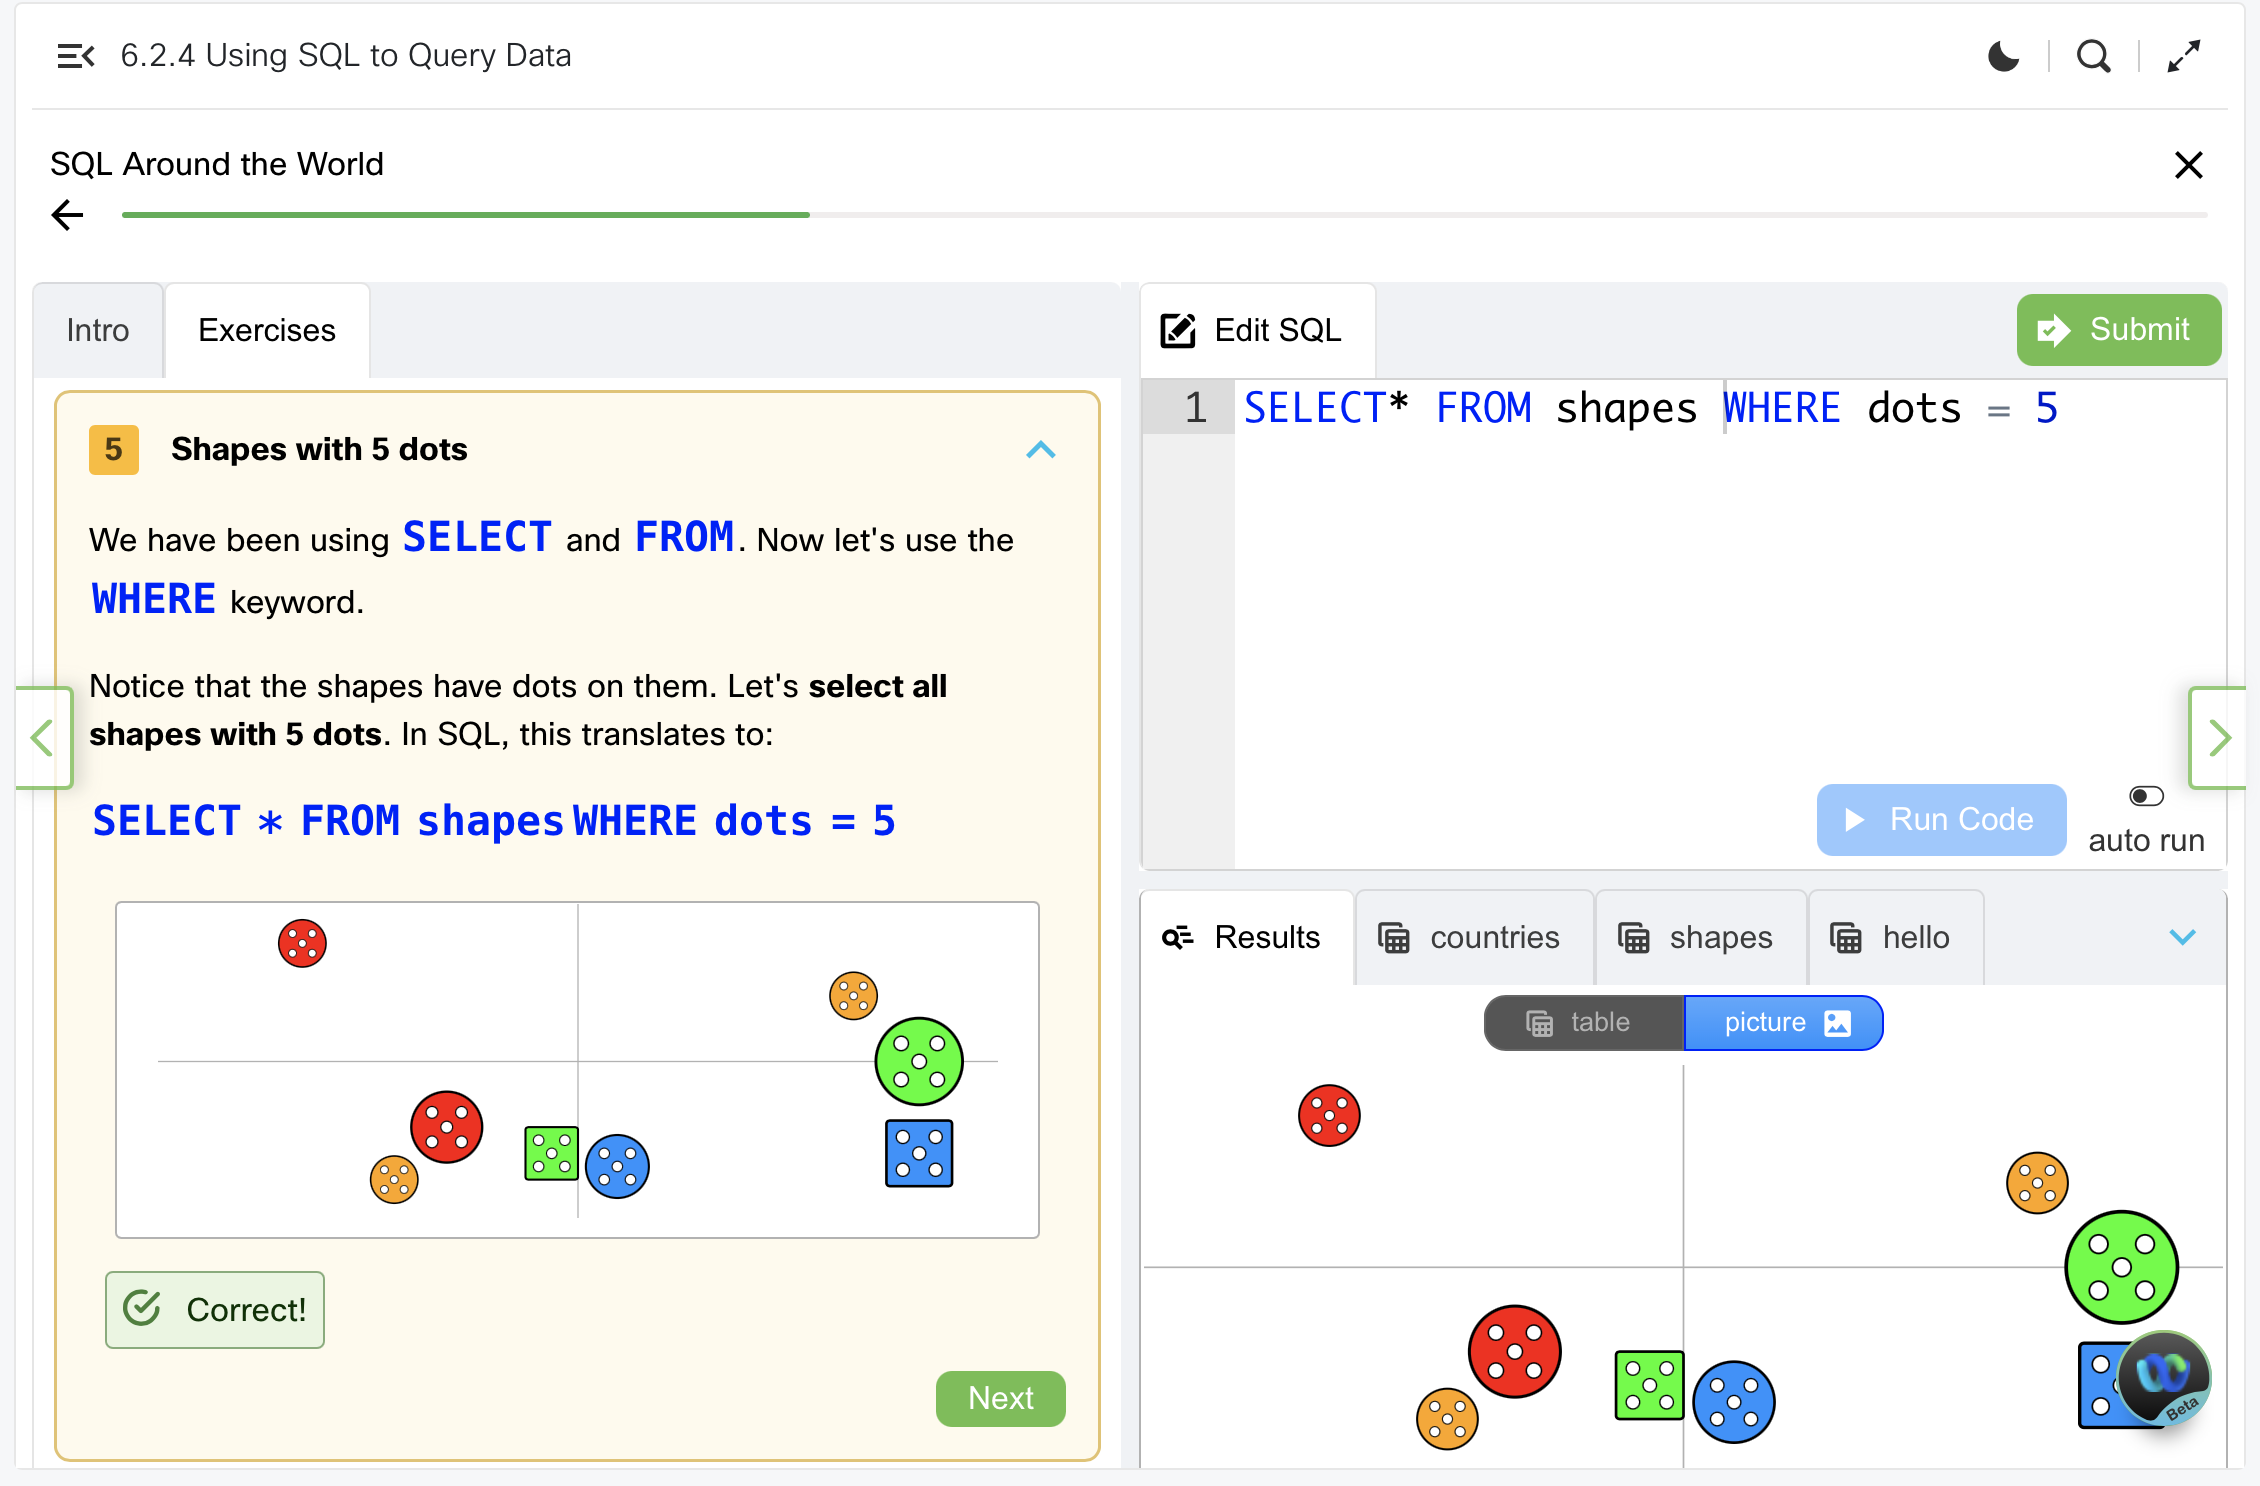 6.2.4 Using SQL to Query Data
SQL Around the World
Intro
Exercises
5
Shapes with 5 dots
We have been using SELECT and FROM. Now let's use the
WHERE keyword.
Notice that the shapes have dots on them. Let's select all
shapes with 5 dots. In SQL, this translates to:
SELECT * FROM shapes WHERE dots = 5
Correct!
Next
Edit SQL
Submit
1
SELECT* FROM shapes WHERE dots = 5
Run Code
auto run
Results
countries
shapes
hello
table
picture
Beta